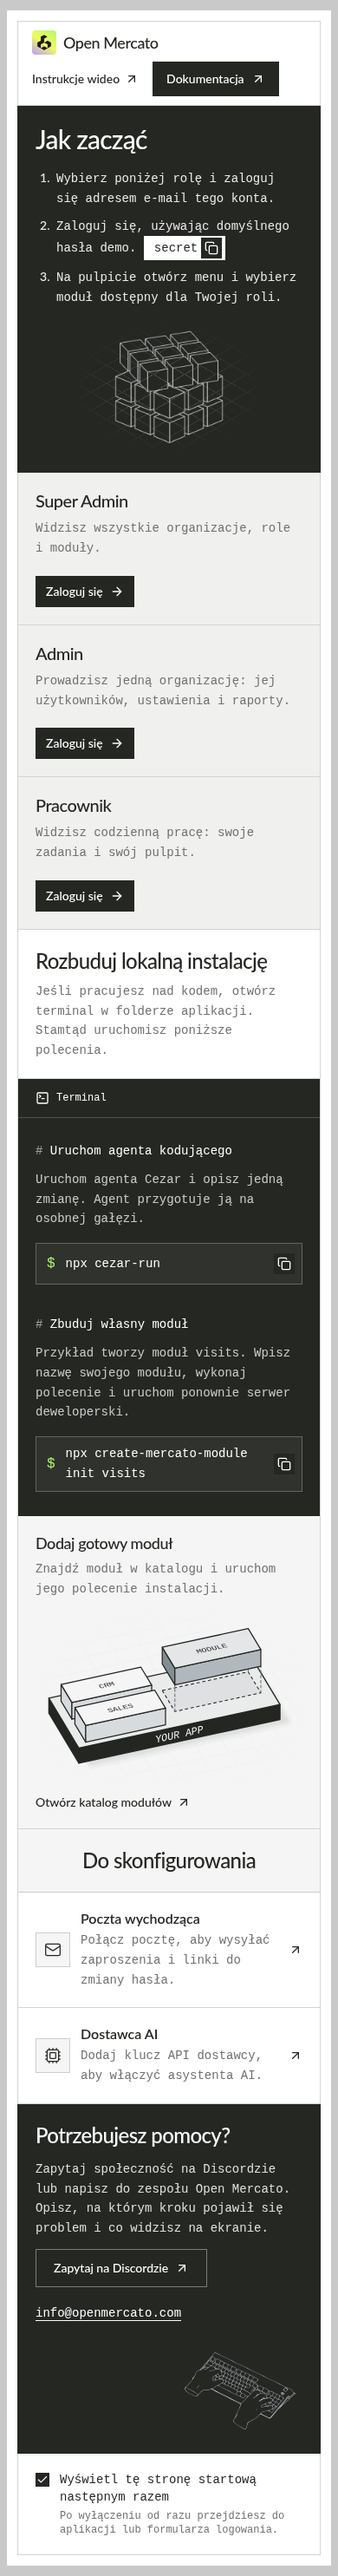 Open Mercato
Instrukcje wideo
Dokumentacja
Jak zacząć
1. Wybierz poniżej rolę i zaloguj
się adresem e-mail tego konta.
2. Zaloguj się, używając domyślnego
hasła demo. secret
3. Na pulpicie otwórz menu i wybierz
moduł dostępny dla Twojej roli.
Super Admin
Widzisz wszystkie organizacje, role
i moduły.
Zaloguj się
Admin
Prowadzisz jedną organizację: jej
użytkowników, ustawienia i raporty.
Zaloguj się
Pracownik
Widzisz codzienną pracę: swoje
zadania i swój pulpit.
Zaloguj się
Rozbuduj lokalną instalację
Jeśli pracujesz nad kodem, otwórz
terminal w folderze aplikacji.
Stamtąd uruchomisz poniższe
polecenia.
Terminal
# Uruchom agenta kodującego
Uruchom agenta Cezar i opisz jedną
zmianę. Agent przygotuje ją na
osobnej gałęzi.
$ npx cezar-run
# Zbuduj własny moduł
Przykład tworzy moduł visits. Wpisz
nazwę swojego modułu, wykonaj
polecenie i uruchom ponownie serwer
deweloperski.
$ npx create-mercato-module
init visits
Dodaj gotowy moduł
Znajdź moduł w katalogu i uruchom
jego polecenie instalacji.
MODULE
CRM
SALES
YOUR APP
Otwórz katalog modułów
Do skonfigurowania
Poczta wychodząca
Połącz pocztę, aby wysyłać
zaproszenia i linki do
zmiany hasła.
Dostawca AI
Dodaj klucz API dostawcy,
aby włączyć asystenta AI.
Potrzebujesz pomocy?
Zapytaj społeczność na Discordzie
lub napisz do zespołu Open Mercato.
Opisz, na którym kroku pojawił się
problem i co widzisz na ekranie.
Zapytaj na Discordzie
info@openmercato.com
Wyświetl tę stronę startową
następnym razem
Po wyłączeniu od razu przejdziesz do
aplikacji lub formularza logowania.